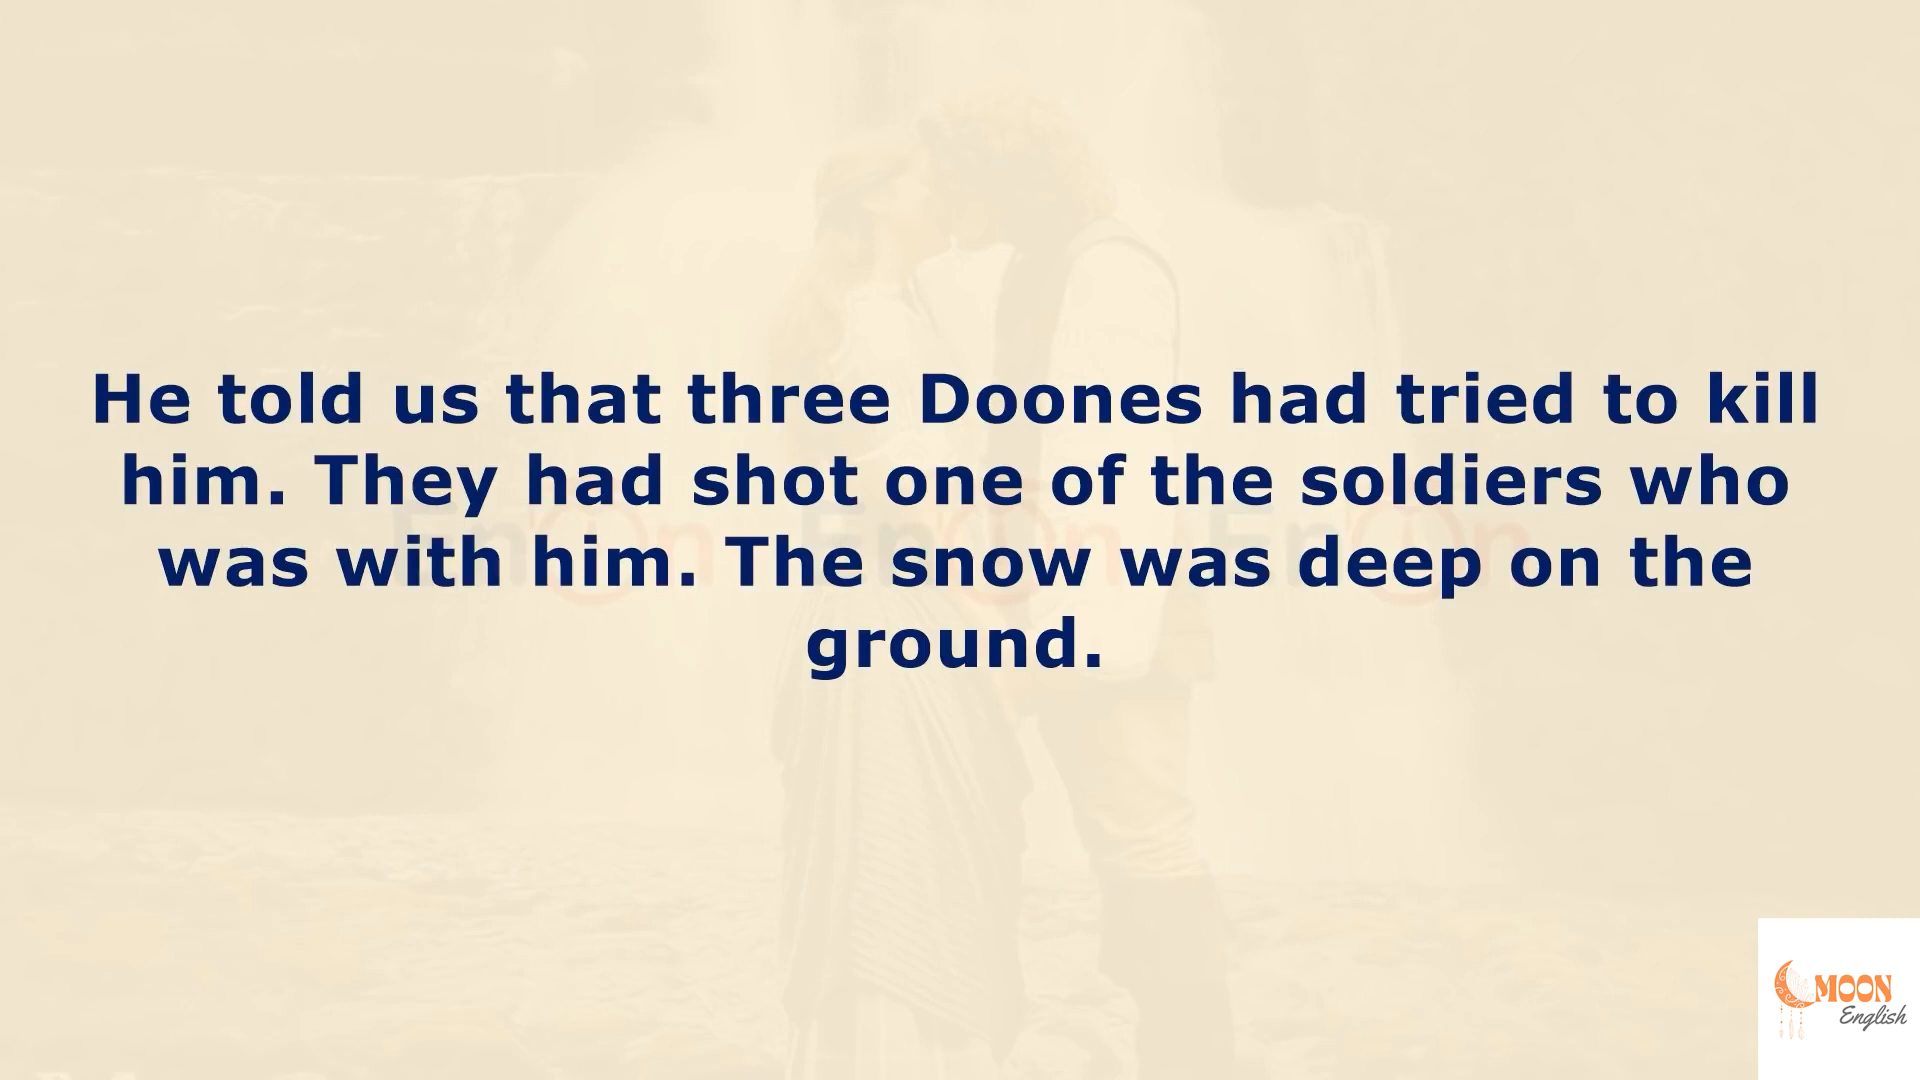 He told us that three Doones had tried to kill
him. They had shot one of the soldiers who
was with him. The snow was deep on the
ground.
MOON
English